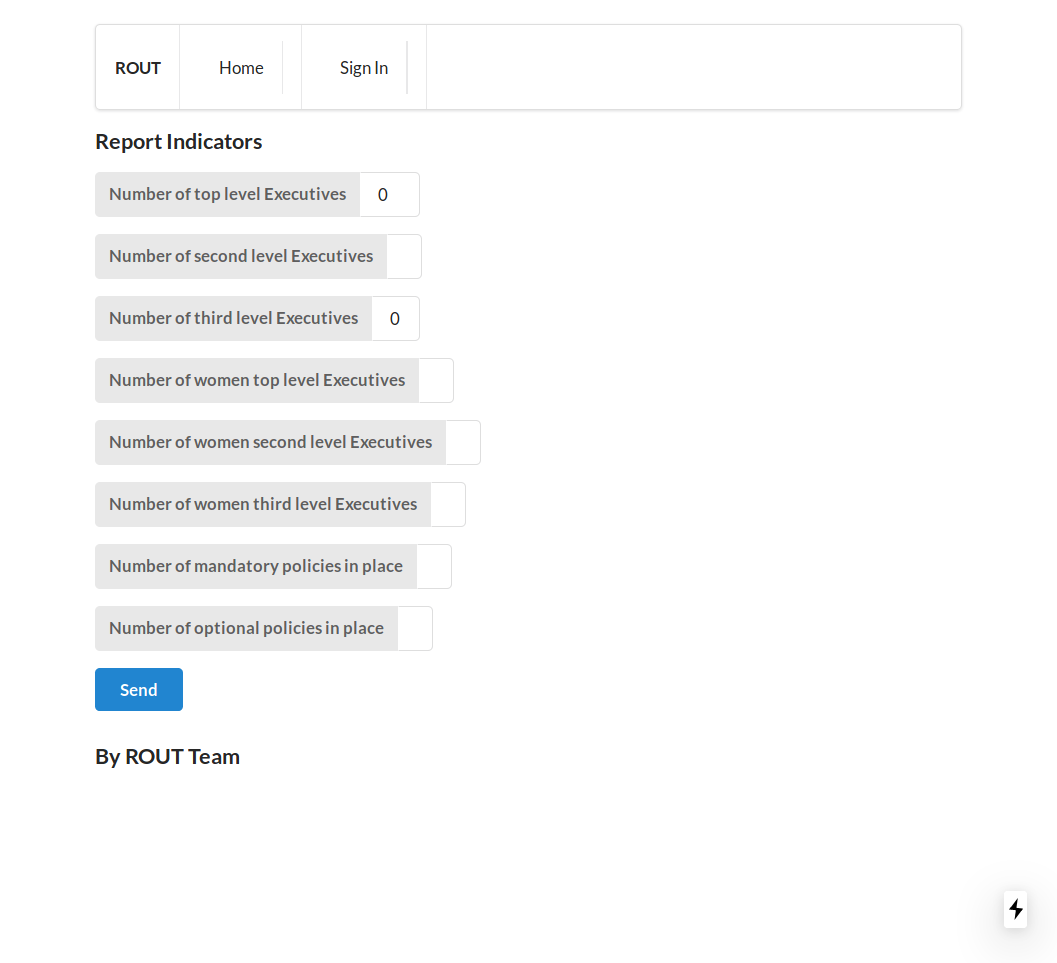 ROUT Home Sign In
Report Indicators
Number of top level Executives 0
Number of second level Executives
Number of third level Executives 0
Number of women top level Executives
Number of women second level Executives
Number of women third level Executives
Number of mandatory policies in place
Number of optional policies in place
Send
By ROUT Team